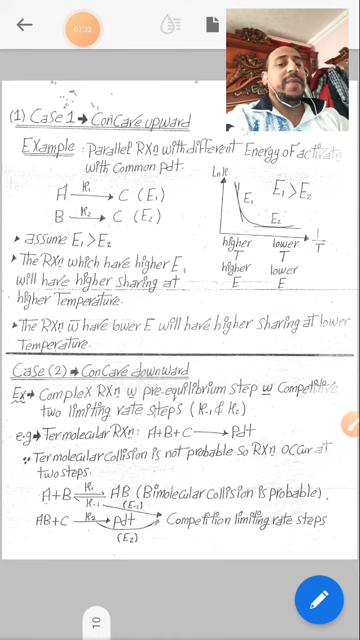 07:22
(1) Case 1 → Concave upward
Example: Parallel RXn with different Energy of activatn
with Common pdt.
A —K1→ C (E1)
B —K2→ C (E2)
Ln K
E1
E2
E1 > E2
1/T
higher lower
T T
higher lower
E E
assume E1 > E2
The RXn which have higher E,
will have higher sharing at
higher Temperature.
The RXn w have lower E will have higher sharing at lower
Temperature.
Case (2) → Concave downward
Ex → Complex RXn w pre-equilibrium step w Competitive
two limiting rate steps (K-1 & K2)
e.g → Termolecular RXn: A+B+C → Pdt
∵ Termolecular Collision is not probable so RXn occur at
two steps.
A+B ⇌ AB (Bimolecular Collision is probable).
K1
K-1
(E-1)
AB+C —K2→ pdt
Competition limiting rate steps
(E2)
10